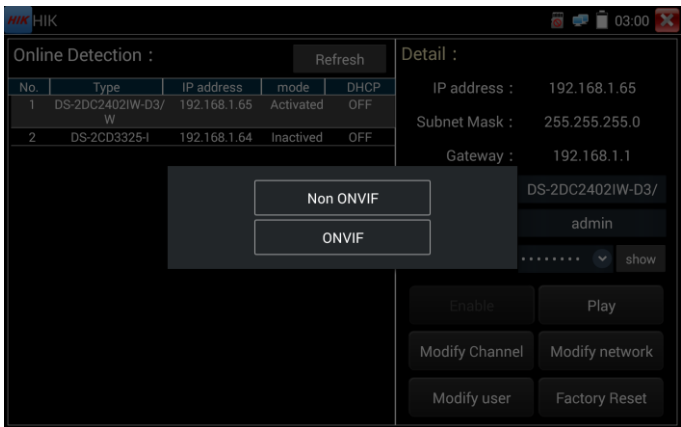 HIK HIK
03:00
Online Detection :
Refresh
No. Type IP address mode DHCP
1 DS-2DC2402IW-D3/ 192.168.1.65 Activated OFF
W
2 DS-2CD3325-I 192.168.1.64 Inactived OFF
Non ONVIF
ONVIF
Detail :
IP address : 192.168.1.65
Subnet Mask : 255.255.255.0
Gateway : 192.168.1.1
DS-2DC2402IW-D3/
admin
········ show
Enable Play
Modify Channel Modify network
Modify user Factory Reset